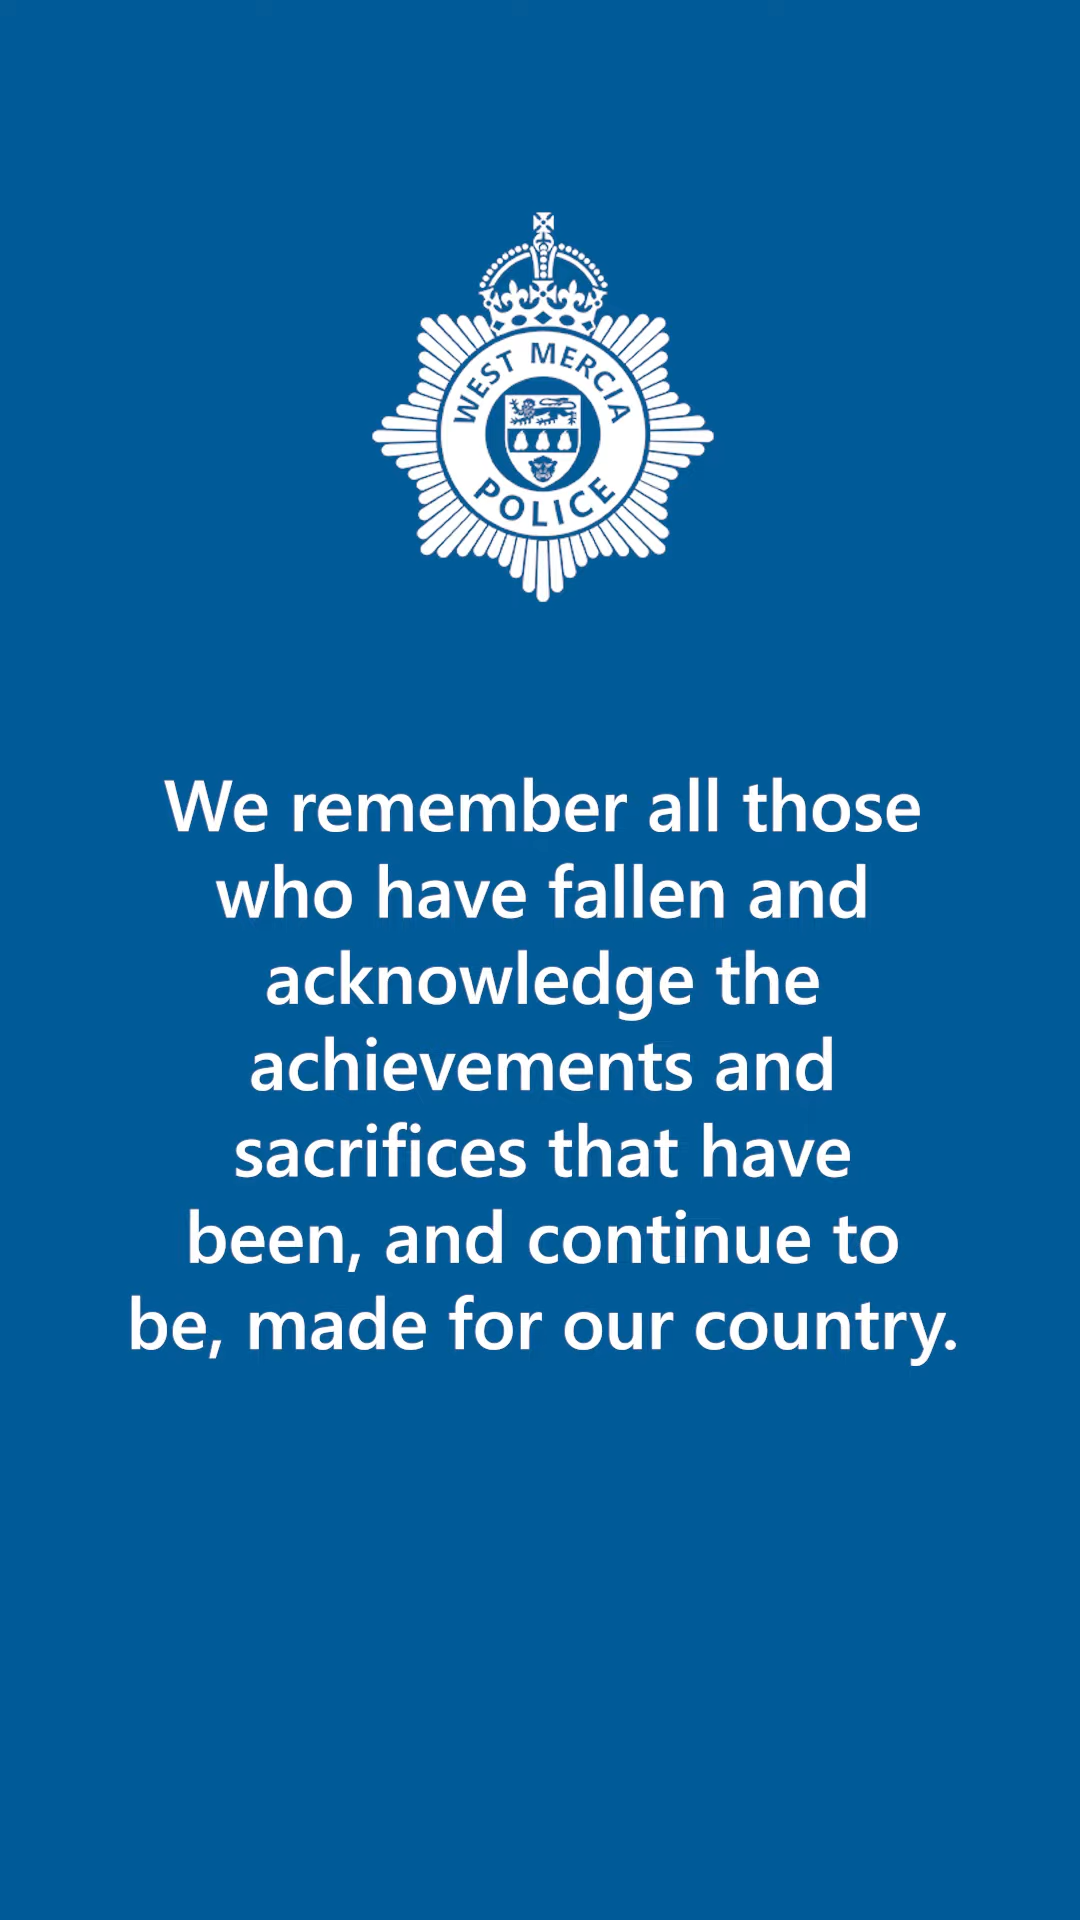 WEST MERCIA
POLICE
We remember all those
who have fallen and
acknowledge the
achievements and
sacrifices that have
been, and continue to
be, made for our country.